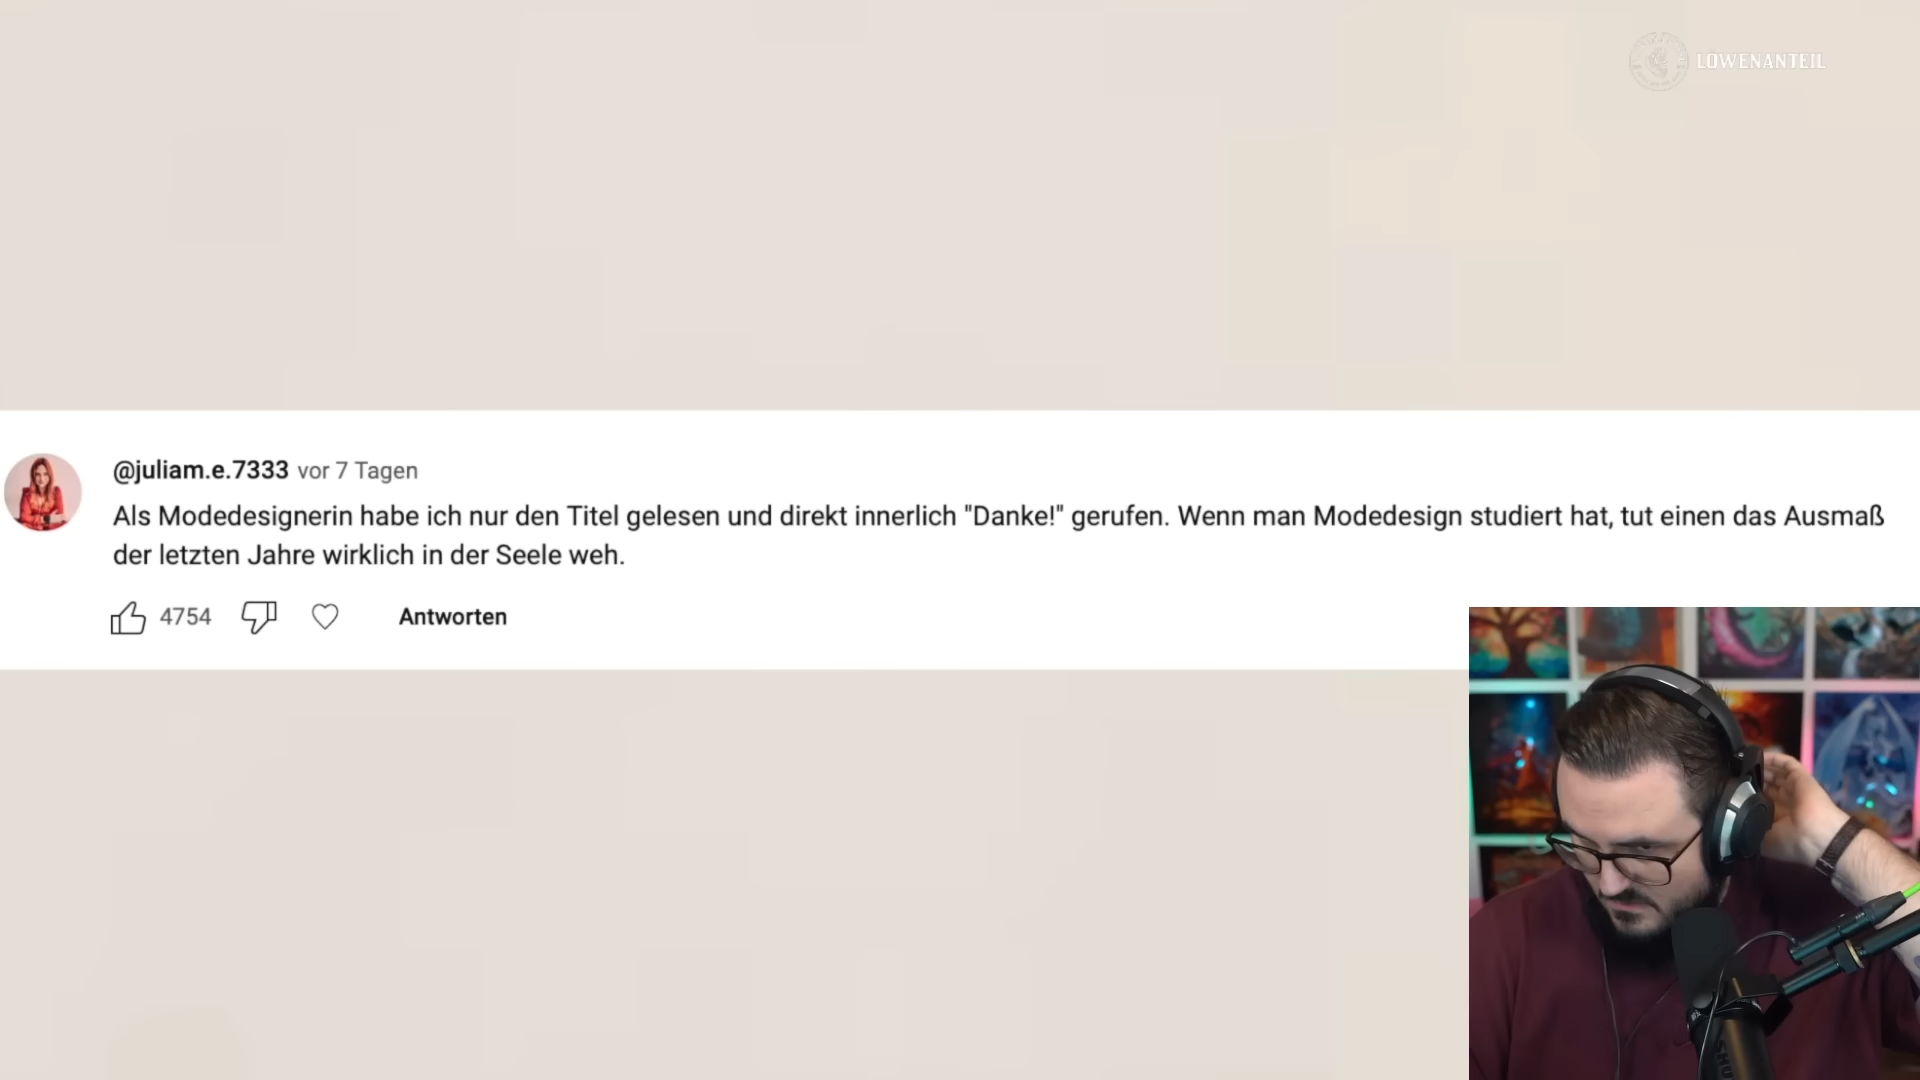 LÖWENANTEIL
@juliam.e.7333 vor 7 Tagen
Als Modedesignerin habe ich nur den Titel gelesen und direkt innerlich "Danke!" gerufen. Wenn man Modedesign studiert hat, tut einen das Ausmaß
der letzten Jahre wirklich in der Seele weh.
4754 Antworten